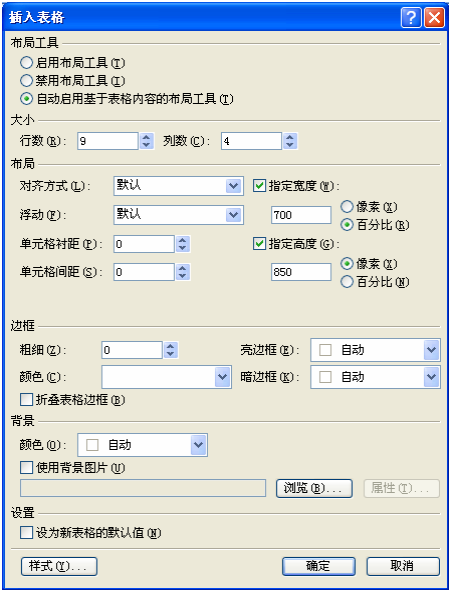 插入表格
布局工具
启用布局工具(T)
禁用布局工具(T)
自动启用基于表格内容的布局工具(T)
大小
行数(R): 9 列数(C): 4
布局
对齐方式(L): 默认 指定宽度(W):
浮动(F): 默认 700 像素(X)
百分比(R)
单元格衬距(P): 0 指定高度(G):
单元格间距(S): 0 850 像素(X)
百分比(N)
边框
粗细(Z): 0 亮边框(E): 自动
颜色(C): 暗边框(K): 自动
折叠表格边框(B)
背景
颜色(O): 自动
使用背景图片(U)
浏览(B)... 属性(I)...
设置
设为新表格的默认值(N)
样式(Y)... 确定 取消